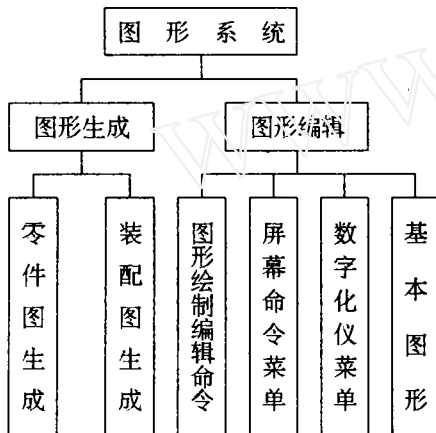 图形系统
图形生成
图形编辑
零件图生成
装配图生成
图形绘制编辑命令
屏幕命令菜单
数字化仪菜单
基本图形
WWW